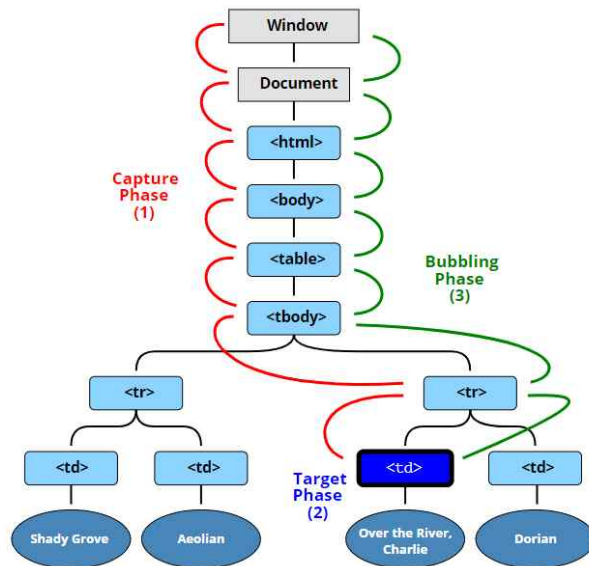 Window
Document
<html>
Capture
Phase
(1)
<body>
<table>
Bubbling
Phase
(3)
<tbody>
<tr>
<tr>
<td>
<td>
<td>
<td>
Target
Phase
(2)
Shady Grove
Aeolian
Over the River,
Charlie
Dorian